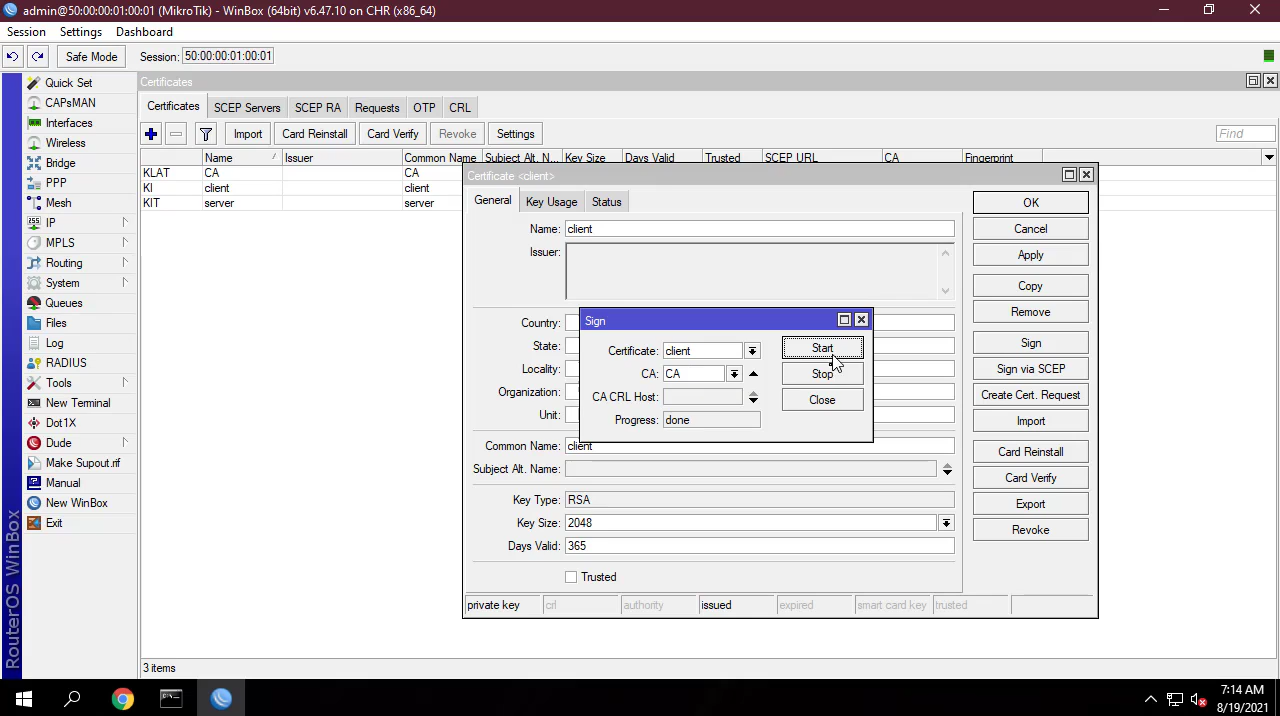 admin@50:00:00:01:00:01 (MikroTik) - WinBox (64bit) v6.47.10 on CHR (x86_64)
Session Settings Dashboard
Safe Mode Session: 50:00:00:01:00:01
Quick Set
CAPsMAN
Interfaces
Wireless
Bridge
PPP
Mesh
IP
MPLS
Routing
System
Queues
Files
Log
RADIUS
Tools
New Terminal
Dot1X
Dude
Make Supout.rif
Manual
New WinBox
Exit
RouterOS WinBox
Certificates
Certificates SCEP Servers SCEP RA Requests OTP CRL
Import Card Reinstall Card Verify Revoke Settings Find
Name Issuer Common Name Subject Alt. N... Key Size Days Valid Trusted SCEP URL CA Fingerprint
KLAT CA CA
KI client client
KIT server server
3 items
Certificate <client>
General Key Usage Status
Name: client
Issuer:
Country:
State:
Locality:
Organization:
Unit:
Common Name: client
Subject Alt. Name:
Key Type: RSA
Key Size: 2048
Days Valid: 365
Trusted
private key crl authority issued expired smart card key trusted
OK
Cancel
Apply
Copy
Remove
Sign
Sign via SCEP
Create Cert. Request
Import
Card Reinstall
Card Verify
Export
Revoke
Sign
Certificate: client
CA: CA
CA CRL Host:
Progress: done
Start
Stop
Close
7:14 AM
8/19/2021